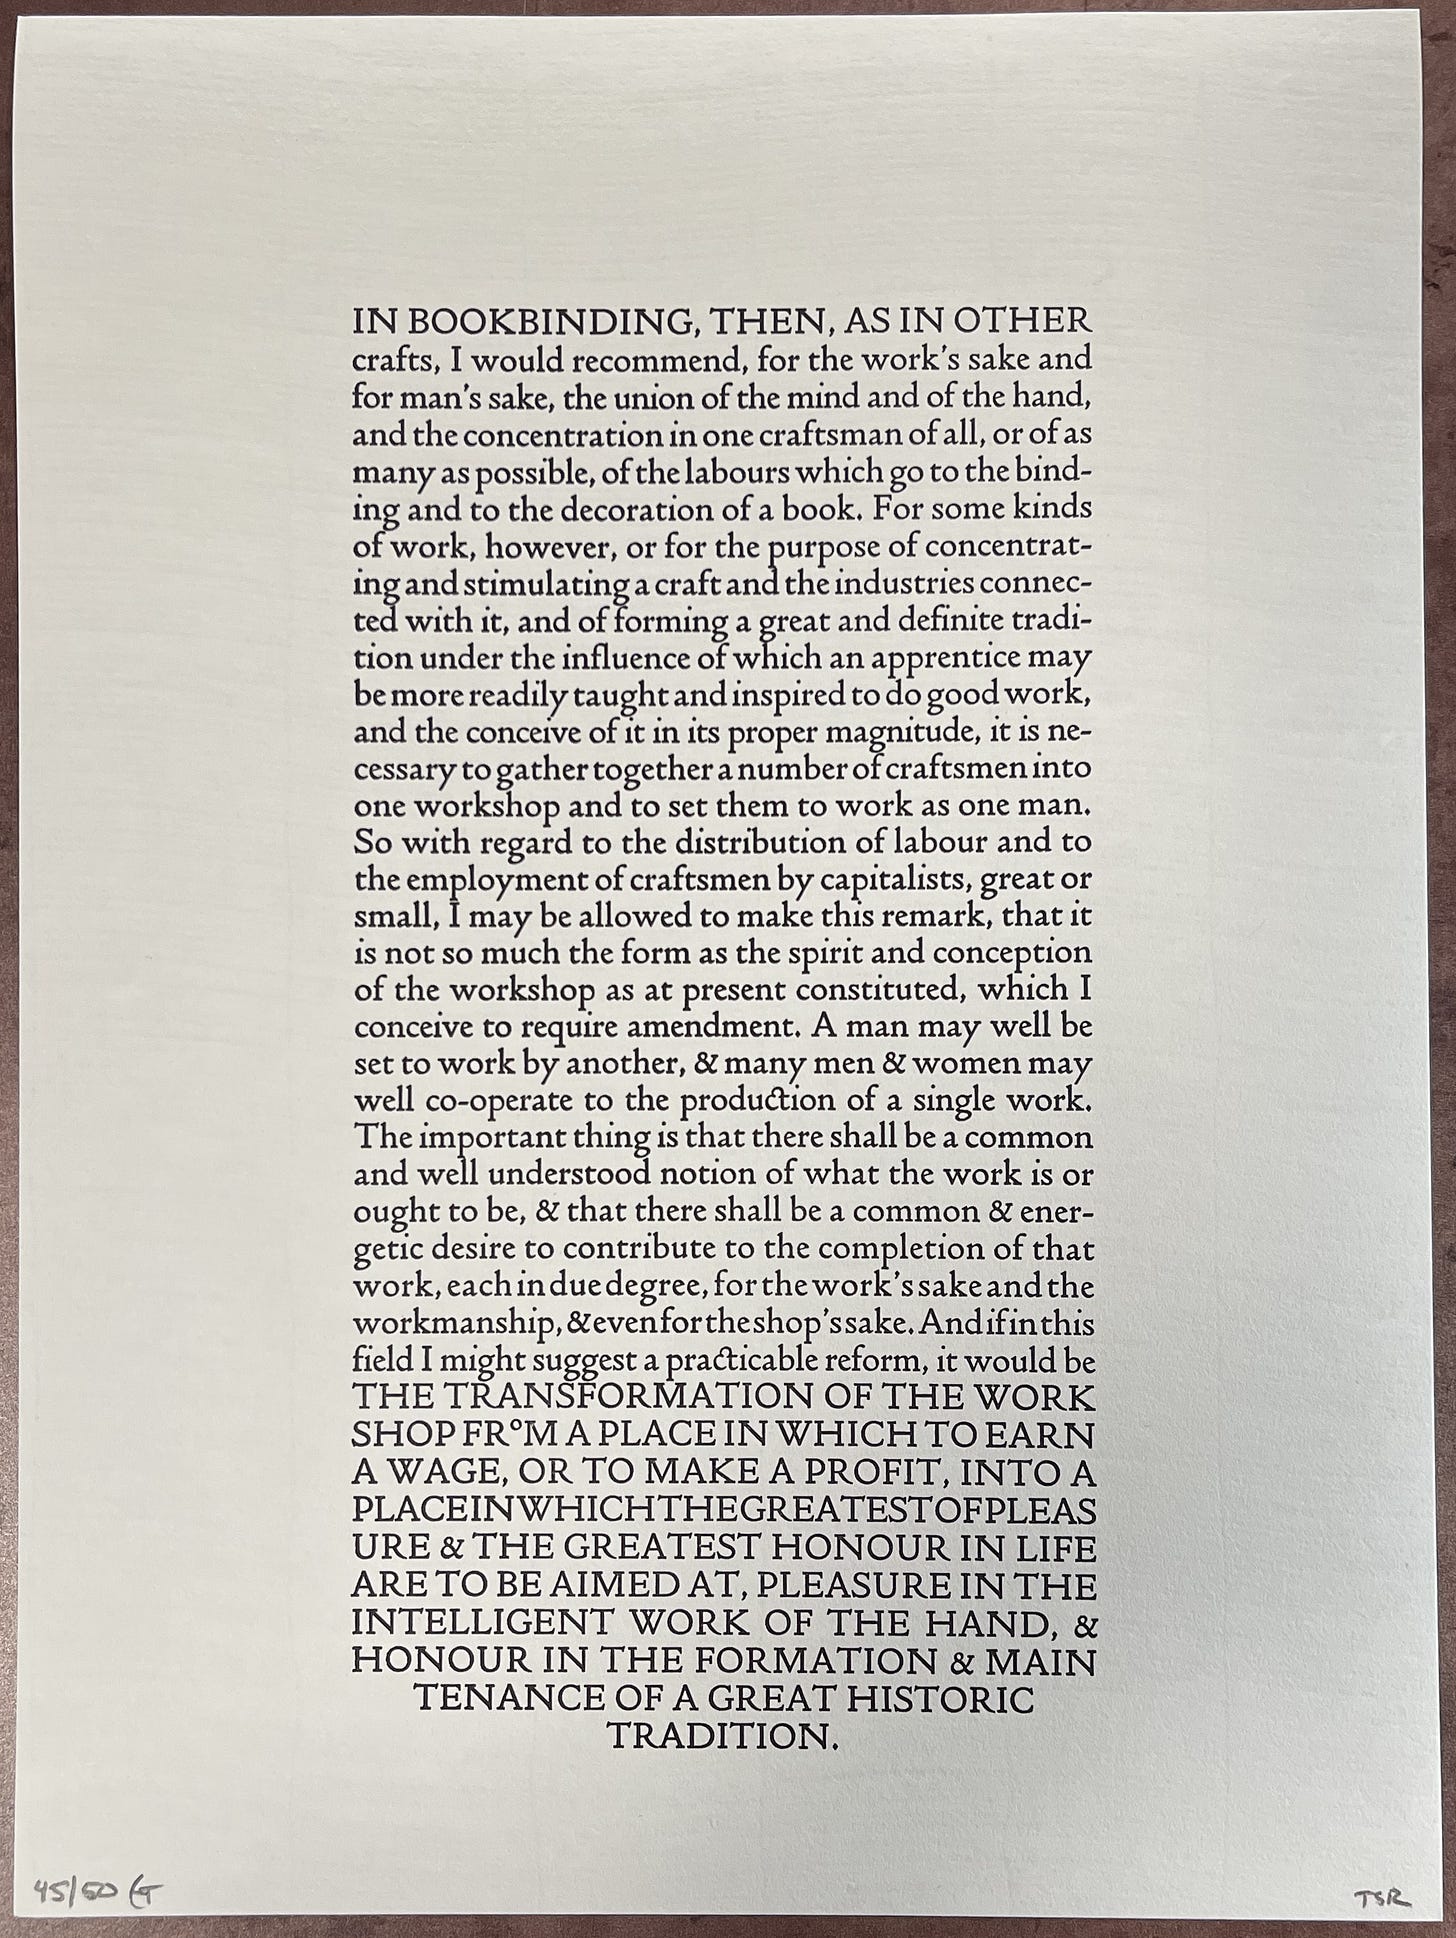 IN BOOKBINDING, THEN, AS IN OTHER
crafts, I would recommend, for the work's sake and
for man's sake, the union of the mind and of the hand,
and the concentration in one craftsman of all, or of as
many as possible, of the labours which go to the bind-
ing and to the decoration of a book. For some kinds
of work, however, or for the purpose of concentrat-
ing and stimulating a craft and the industries connec-
ted with it, and of forming a great and definite tradi-
tion under the influence of which an apprentice may
be more readily taught and inspired to do good work,
and the conceive of it in its proper magnitude, it is ne-
cessary to gather together a number of craftsmen into
one workshop and to set them to work as one man.
So with regard to the distribution of labour and to
the employment of craftsmen by capitalists, great or
small, I may be allowed to make this remark, that it
is not so much the form as the spirit and conception
of the workshop as at present constituted, which I
conceive to require amendment. A man may well be
set to work by another, & many men & women may
well co-operate to the production of a single work.
The important thing is that there shall be a common
and well understood notion of what the work is or
ought to be, & that there shall be a common & ener-
getic desire to contribute to the completion of that
work, each in due degree, for the work's sake and the
workmanship, & even for the shop's sake. And if in this
field I might suggest a practicable reform, it would be
THE TRANSFORMATION OF THE WORK
SHOP FROM A PLACE IN WHICH TO EARN
A WAGE, OR TO MAKE A PROFIT, INTO A
PLACE IN WHICH THE GREATEST OF PLEAS
URE & THE GREATEST HONOUR IN LIFE
ARE TO BE AIMED AT, PLEASURE IN THE
INTELLIGENT WORK OF THE HAND, &
HONOUR IN THE FORMATION & MAIN
TENANCE OF A GREAT HISTORIC
TRADITION.
45/50
TSR